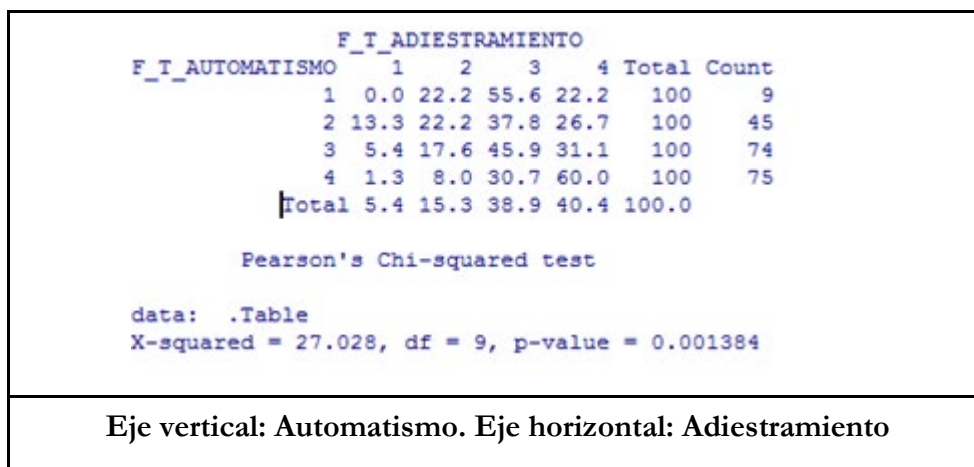 F_T_ADIESTRAMIENTO
F_T_AUTOMATISMO 1 2 3 4 Total Count
1 0.0 22.2 55.6 22.2 100 9
2 13.3 22.2 37.8 26.7 100 45
3 5.4 17.6 45.9 31.1 100 74
4 1.3 8.0 30.7 60.0 100 75
Total 5.4 15.3 38.9 40.4 100.0
Pearson's Chi-squared test
data: .Table
X-squared = 27.028, df = 9, p-value = 0.001384
Eje vertical: Automatismo. Eje horizontal: Adiestramiento